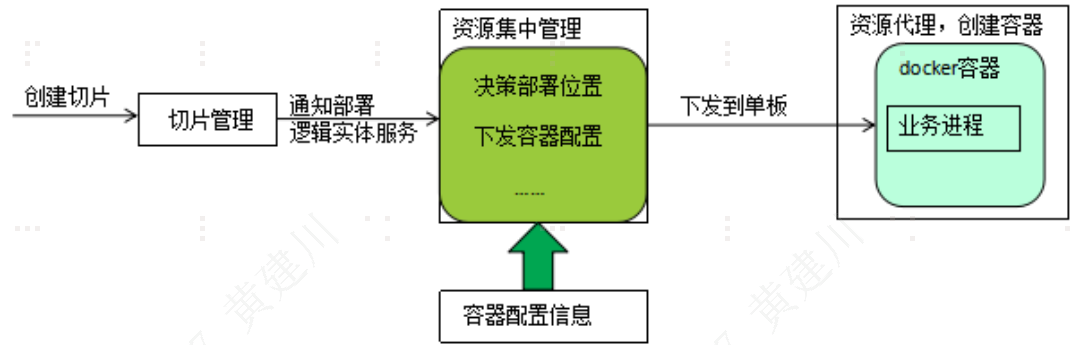 资源集中管理
资源代理，创建容器
创建切片
切片管理
通知部署
逻辑实体服务
决策部署位置
下发容器配置
……
下发到单板
docker容器
业务进程
容器配置信息
黄建川
黄建川